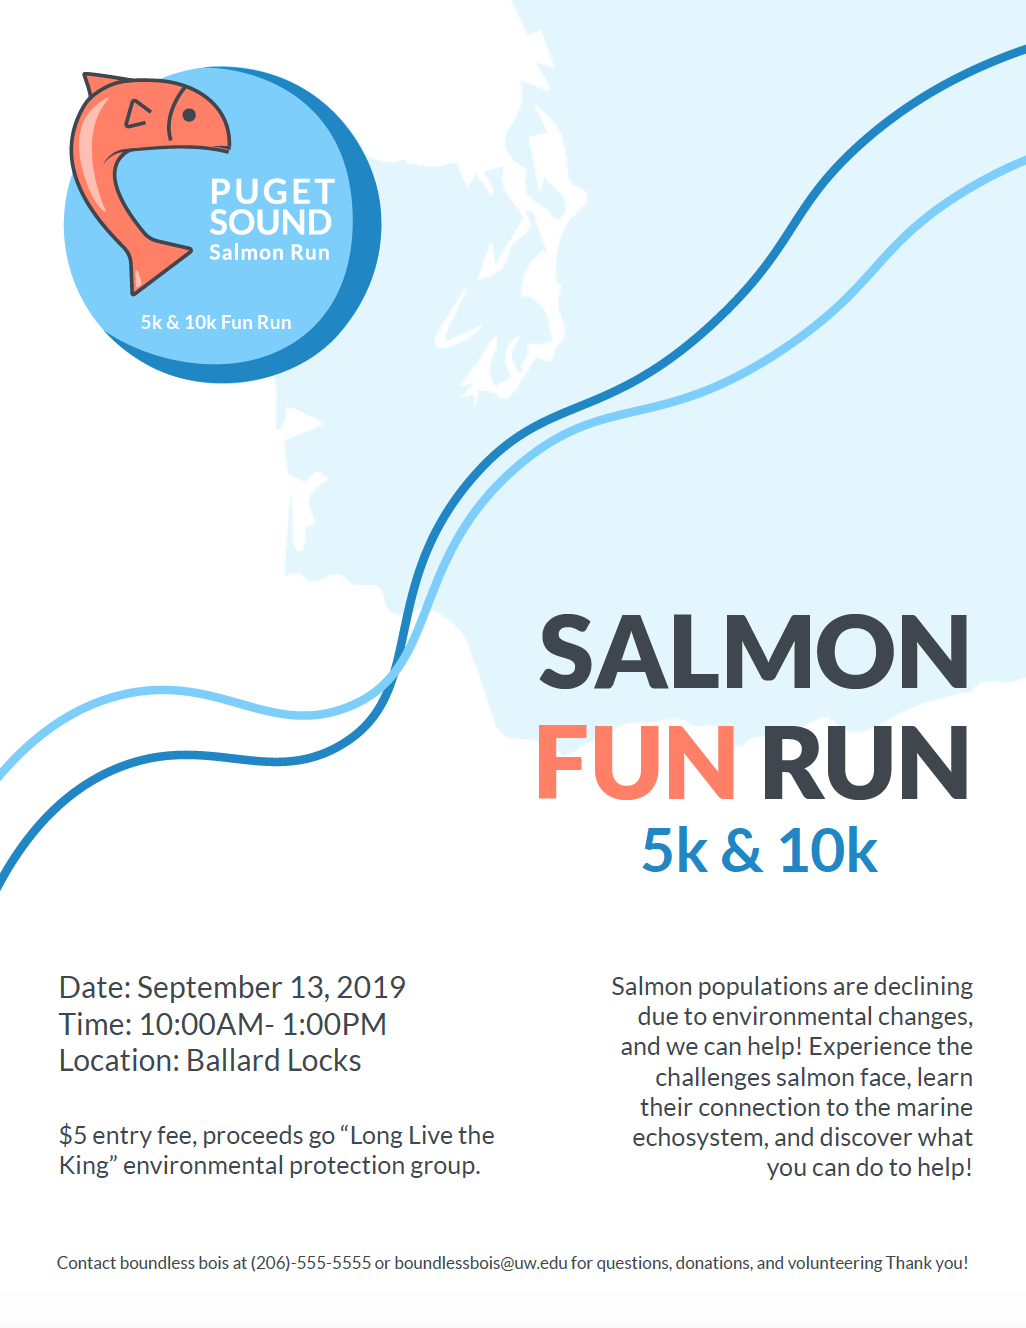 PUGET
SOUND
Salmon Run
5k & 10k Fun Run
SALMON
FUN RUN
5k & 10k
Date: September 13, 2019
Time: 10:00AM- 1:00PM
Location: Ballard Locks
$5 entry fee, proceeds go “Long Live the
King” environmental protection group.
Salmon populations are declining
due to environmental changes,
and we can help! Experience the
challenges salmon face, learn
their connection to the marine
echosystem, and discover what
you can do to help!
Contact boundless bois at (206)-555-5555 or boundlessbois@uw.edu for questions, donations, and volunteering Thank you!